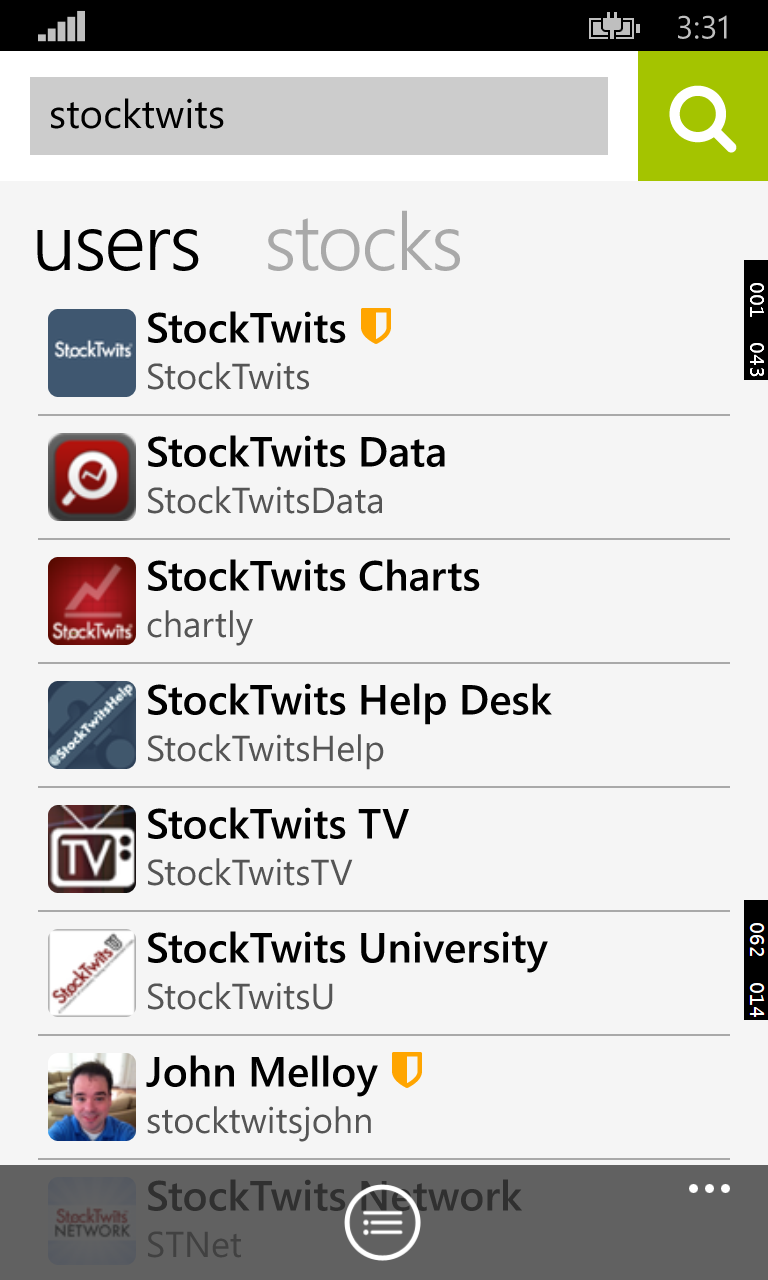 3:31
stocktwits
users stocks
001 043
StockTwits
StockTwits
StockTwits
StockTwits Data
StockTwitsData
StockTwits Charts
StockTwits
chartly
StockTwits Help Desk
@StockTwitsHelp
StockTwitsHelp
StockTwits TV
TV
StockTwitsTV
062 014
StockTwits University
StockTwitsU
StockTwitsU
John Melloy
stocktwitsjohn
StockTwits Network
StockTwits
NETWORK
STNet